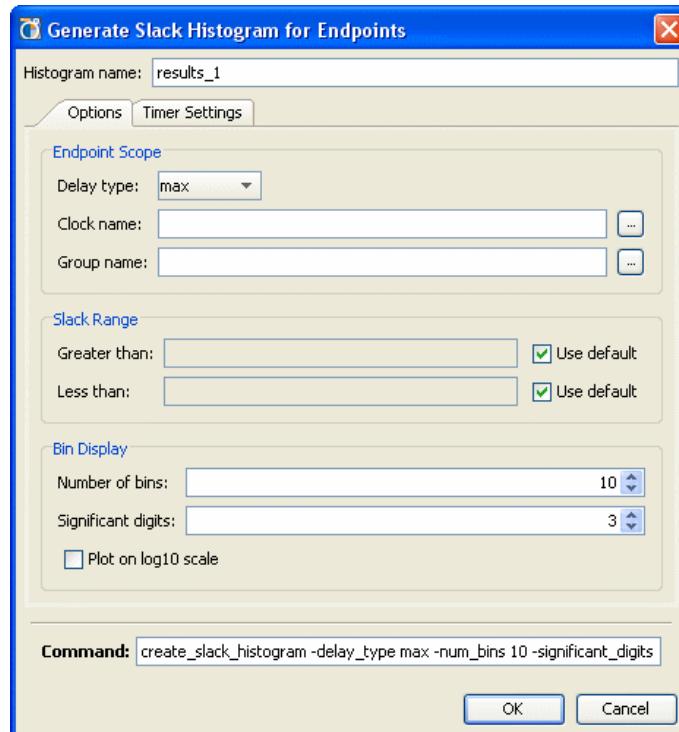 Generate Slack Histogram for Endpoints
Histogram name: results_1
Options Timer Settings
Endpoint Scope
Delay type: max
Clock name: ...
Group name: ...
Slack Range
Greater than: Use default
Less than: Use default
Bin Display
Number of bins: 10
Significant digits: 3
Plot on log10 scale
Command: create_slack_histogram -delay_type max -num_bins 10 -significant_digits
OK Cancel